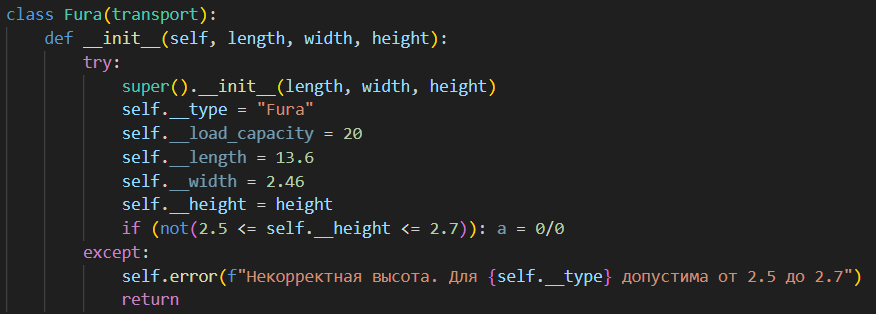 class Fura(transport):
    def __init__(self, length, width, height):
        try:
            super().__init__(length, width, height)
            self.__type = "Fura"
            self.__load_capacity = 20
            self.__length = 13.6
            self.__width = 2.46
            self.__height = height
            if (not(2.5 <= self.__height <= 2.7)): a = 0/0
        except:
            self.error(f"Некорректная высота. Для {self.__type} допустима от 2.5 до 2.7")
            return